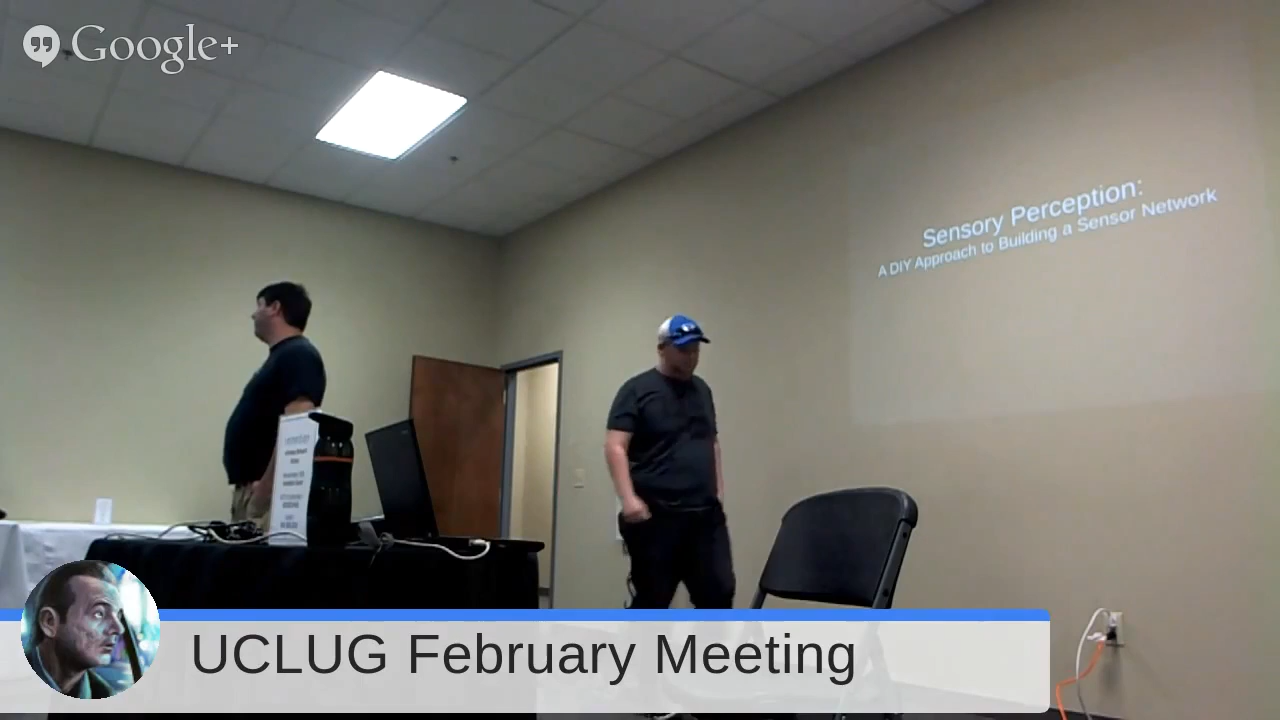 Google+
Sensory Perception:
A DIY Approach to Building a Sensor Network
UCLUG February Meeting